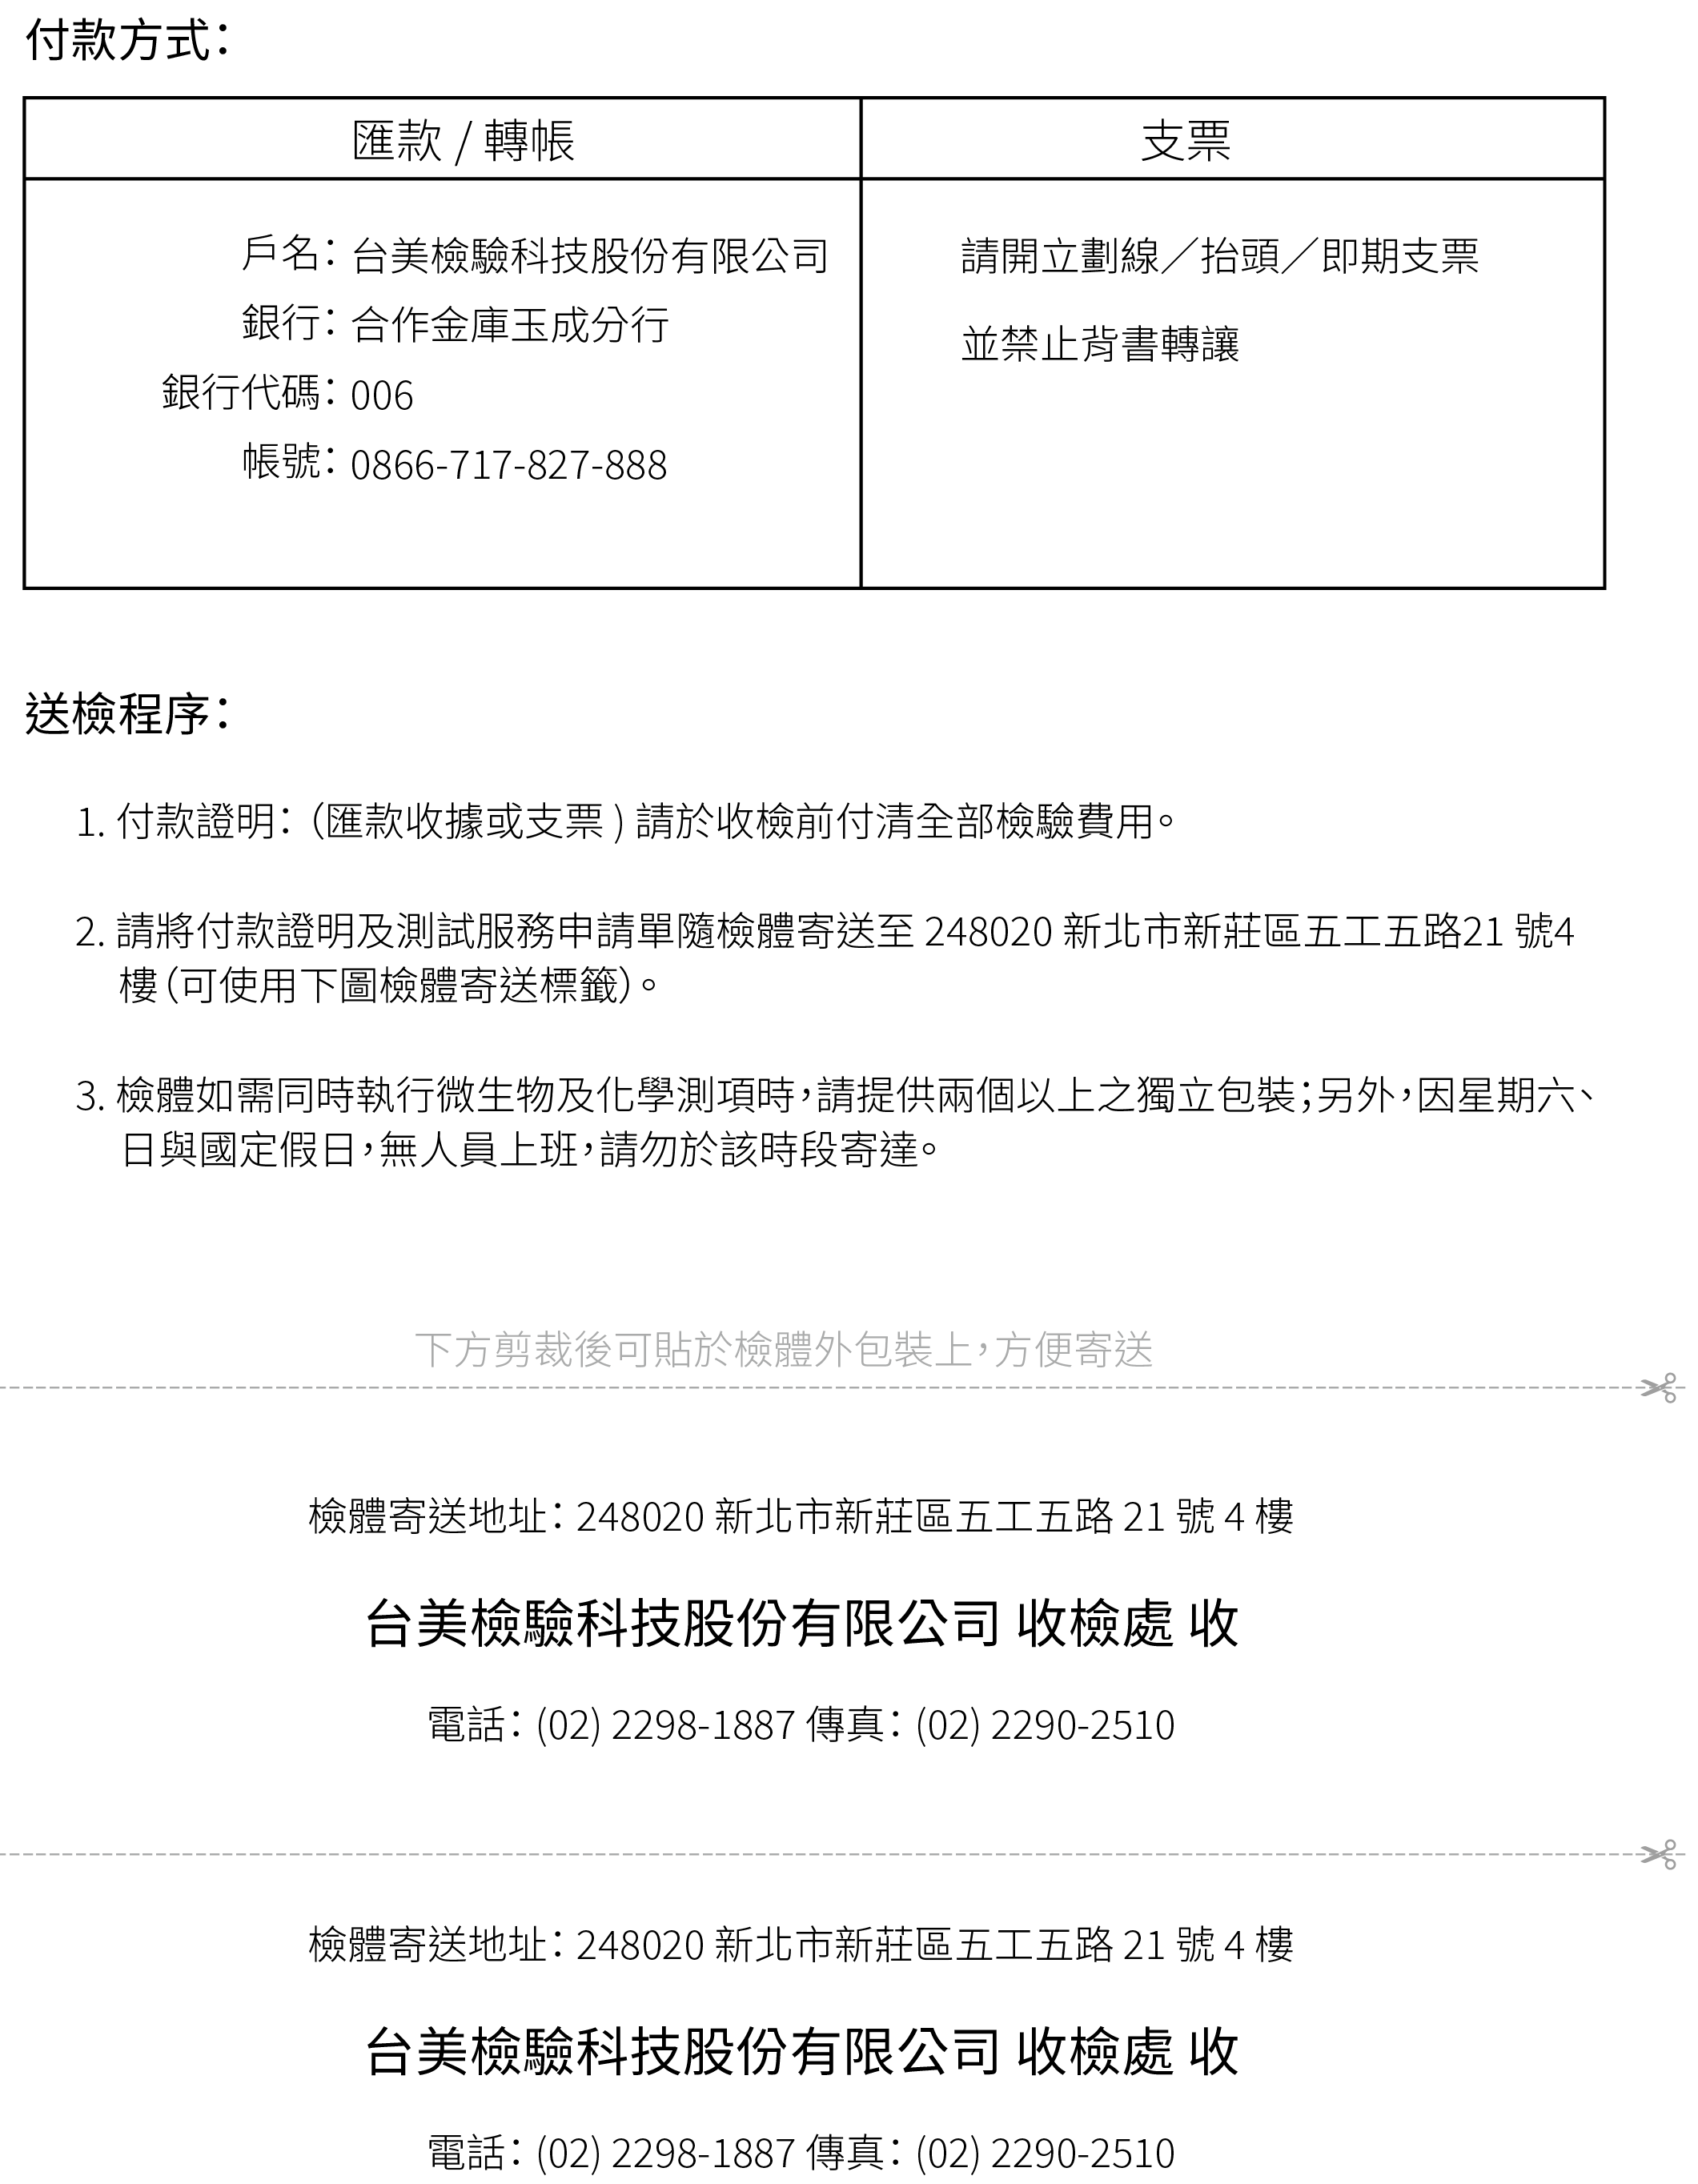 付款方式：
匯款 / 轉帳
支票
戶名：台美檢驗科技股份有限公司
銀行：合作金庫玉成分行
銀行代碼：006
帳號：0866-717-827-888
請開立劃線／抬頭／即期支票
並禁止背書轉讓
送檢程序：
1. 付款證明：（匯款收據或支票 ) 請於收檢前付清全部檢驗費用。
2. 請將付款證明及測試服務申請單隨檢體寄送至 248020 新北市新莊區五工五路21 號4
樓（可使用下圖檢體寄送標籤）。
3. 檢體如需同時執行微生物及化學測項時，請提供兩個以上之獨立包裝；另外，因星期六、
日與國定假日，無人員上班，請勿於該時段寄達。
下方剪裁後可貼於檢體外包裝上，方便寄送
檢體寄送地址：248020 新北市新莊區五工五路 21 號 4 樓
台美檢驗科技股份有限公司 收檢處 收
電話：(02) 2298-1887 傳真：(02) 2290-2510
檢體寄送地址：248020 新北市新莊區五工五路 21 號 4 樓
台美檢驗科技股份有限公司 收檢處 收
電話：(02) 2298-1887 傳真：(02) 2290-2510